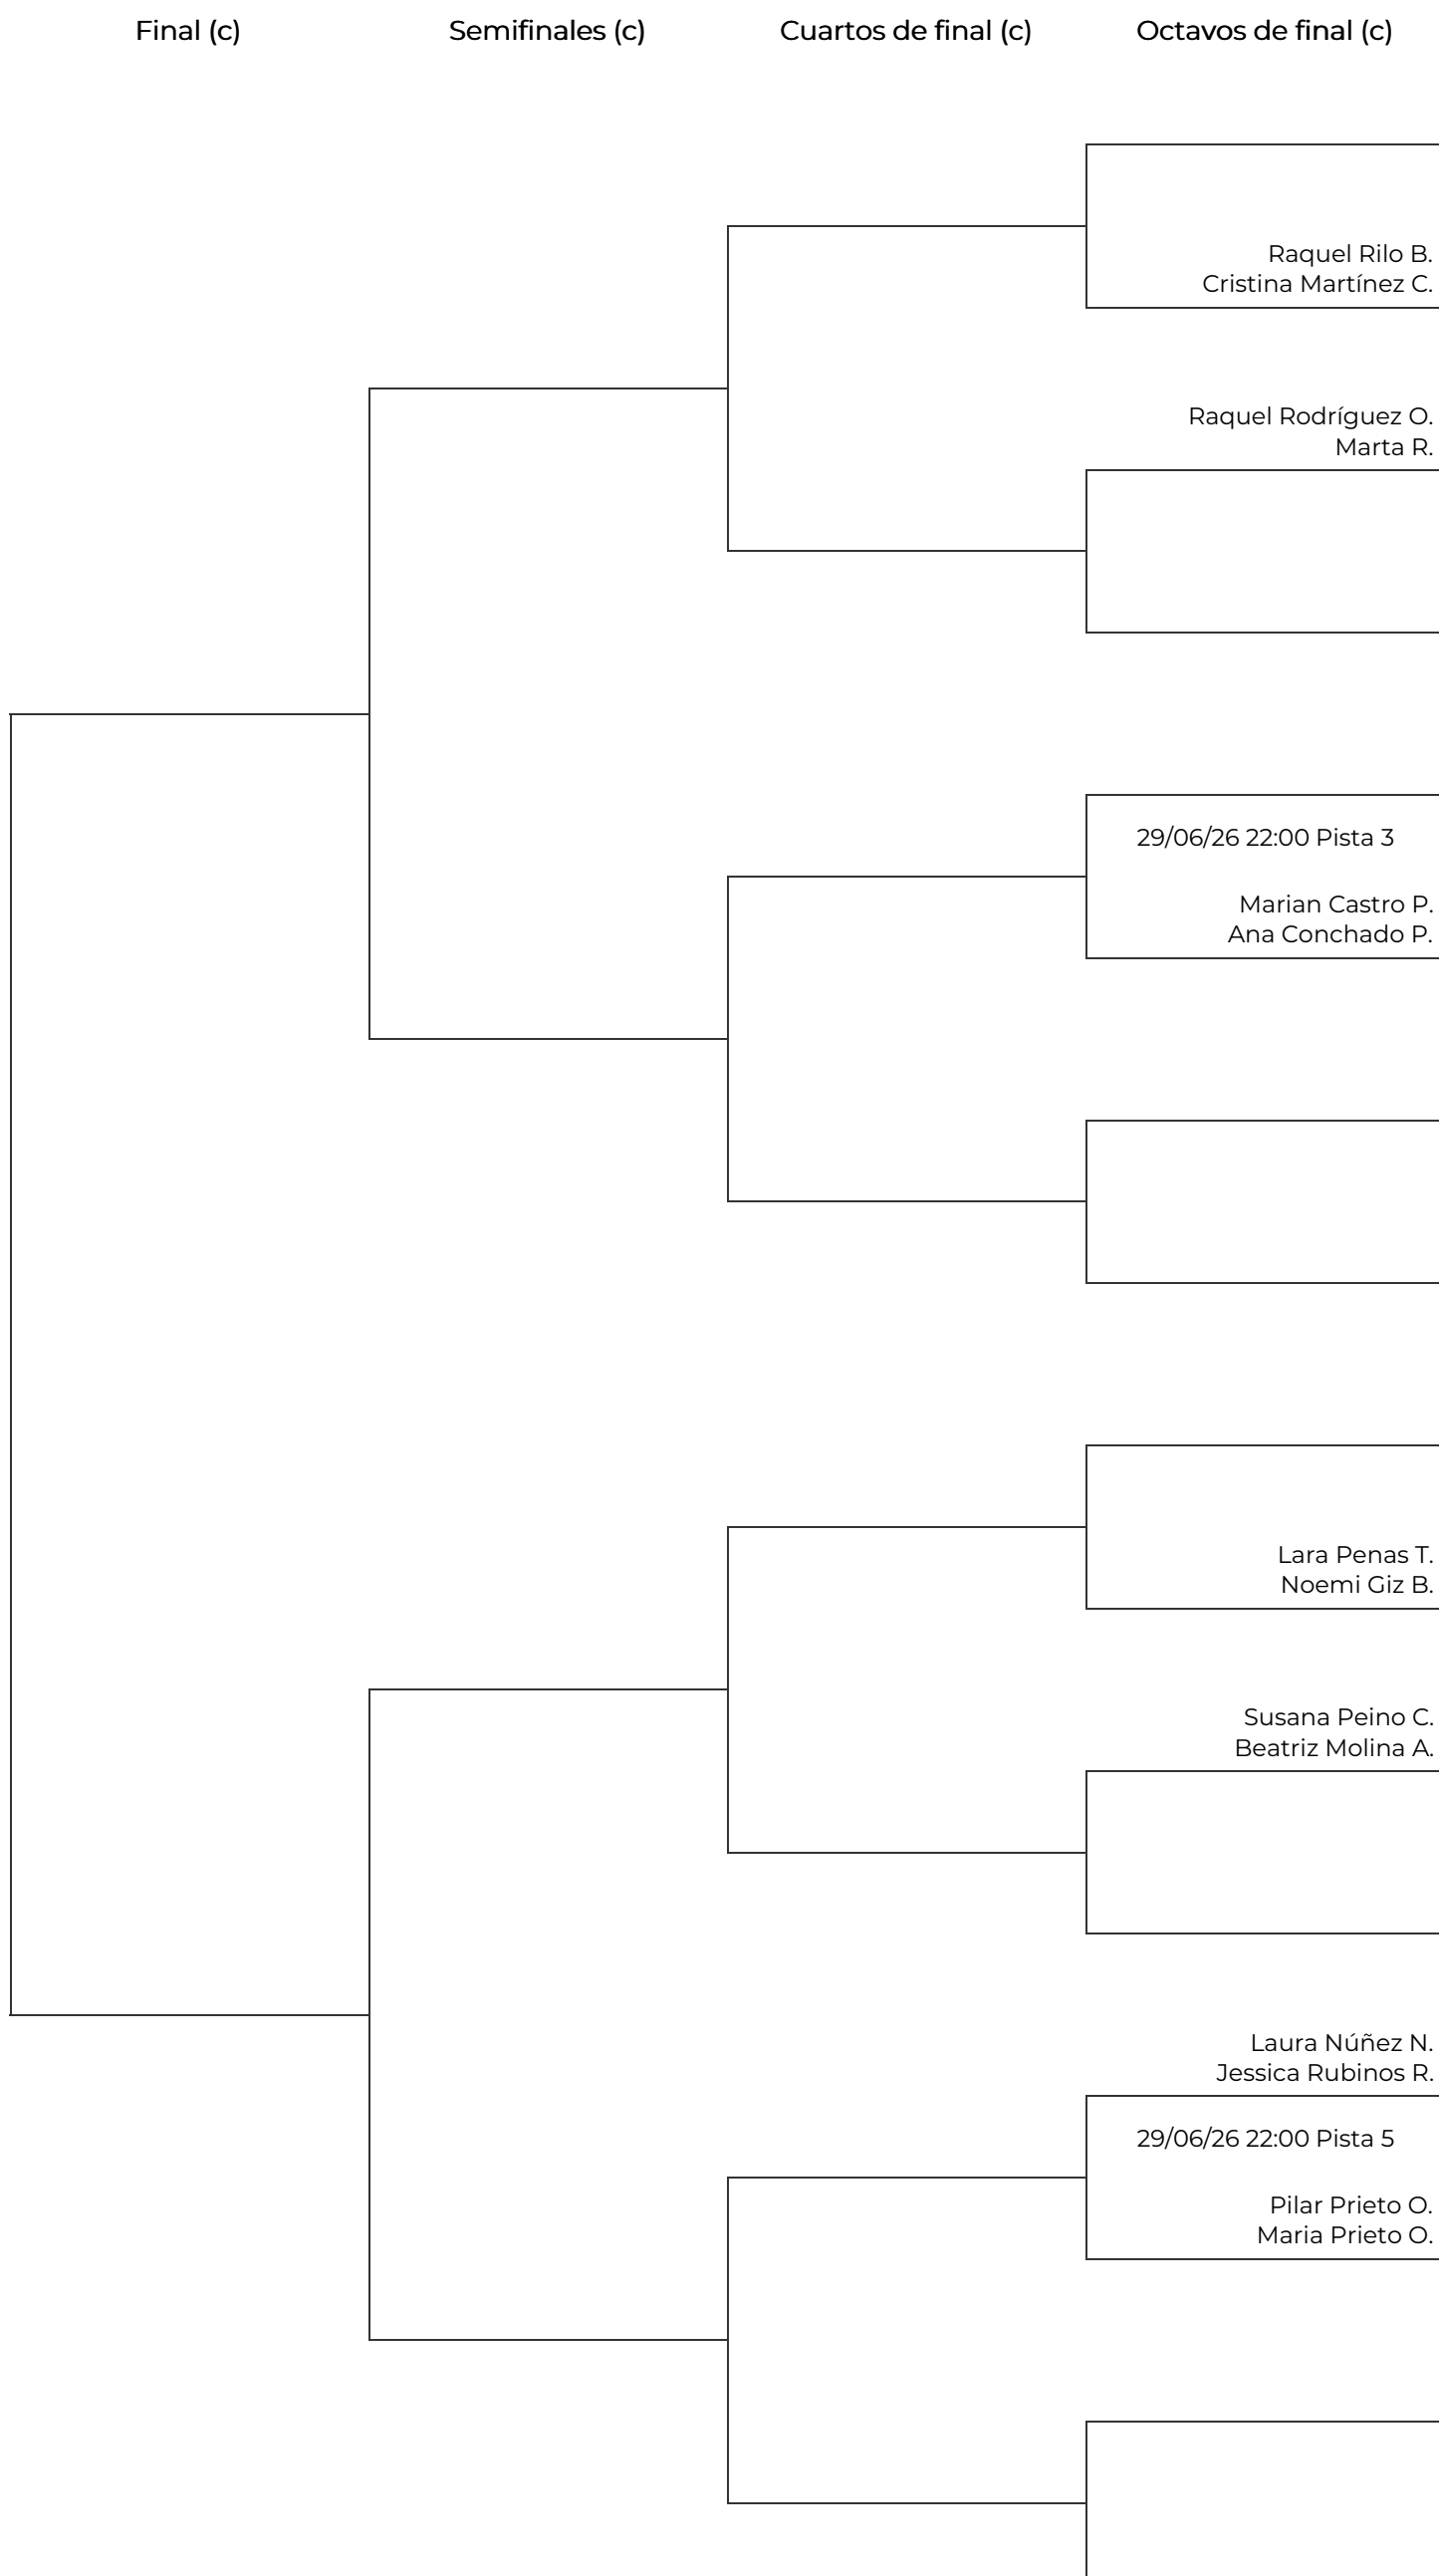 Final (c)
Semifinales (c)
Cuartos de final (c)
Octavos de final (c)
Raquel Rilo B.
Cristina Martínez C.
Raquel Rodríguez O.
Marta R.
29/06/26 22:00 Pista 3
Marian Castro P.
Ana Conchado P.
Lara Penas T.
Noemi Giz B.
Susana Peino C.
Beatriz Molina A.
Laura Núñez N.
Jessica Rubinos R.
29/06/26 22:00 Pista 5
Pilar Prieto O.
Maria Prieto O.